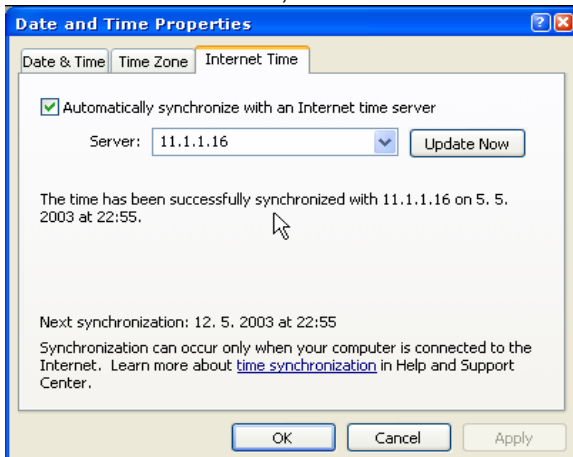 Date and Time Properties
Date & Time
Time Zone
Internet Time
Automatically synchronize with an Internet time server
Server:
11.1.1.16
Update Now
The time has been successfully synchronized with 11.1.1.16 on 5. 5.
2003 at 22:55.
Next synchronization: 12. 5. 2003 at 22:55
Synchronization can occur only when your computer is connected to the
Internet. Learn more about time synchronization in Help and Support
Center.
OK
Cancel
Apply